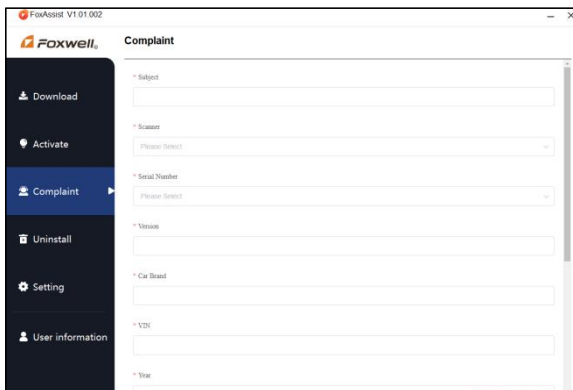 FoxAssist V1.01.002
FOXWELL®
Complaint
Download
Activate
Complaint
Uninstall
Setting
User information
* Subject
* Scanner
Please Select
* Serial Number
Please Select
* Version
* Car Brand
* VIN
* Year